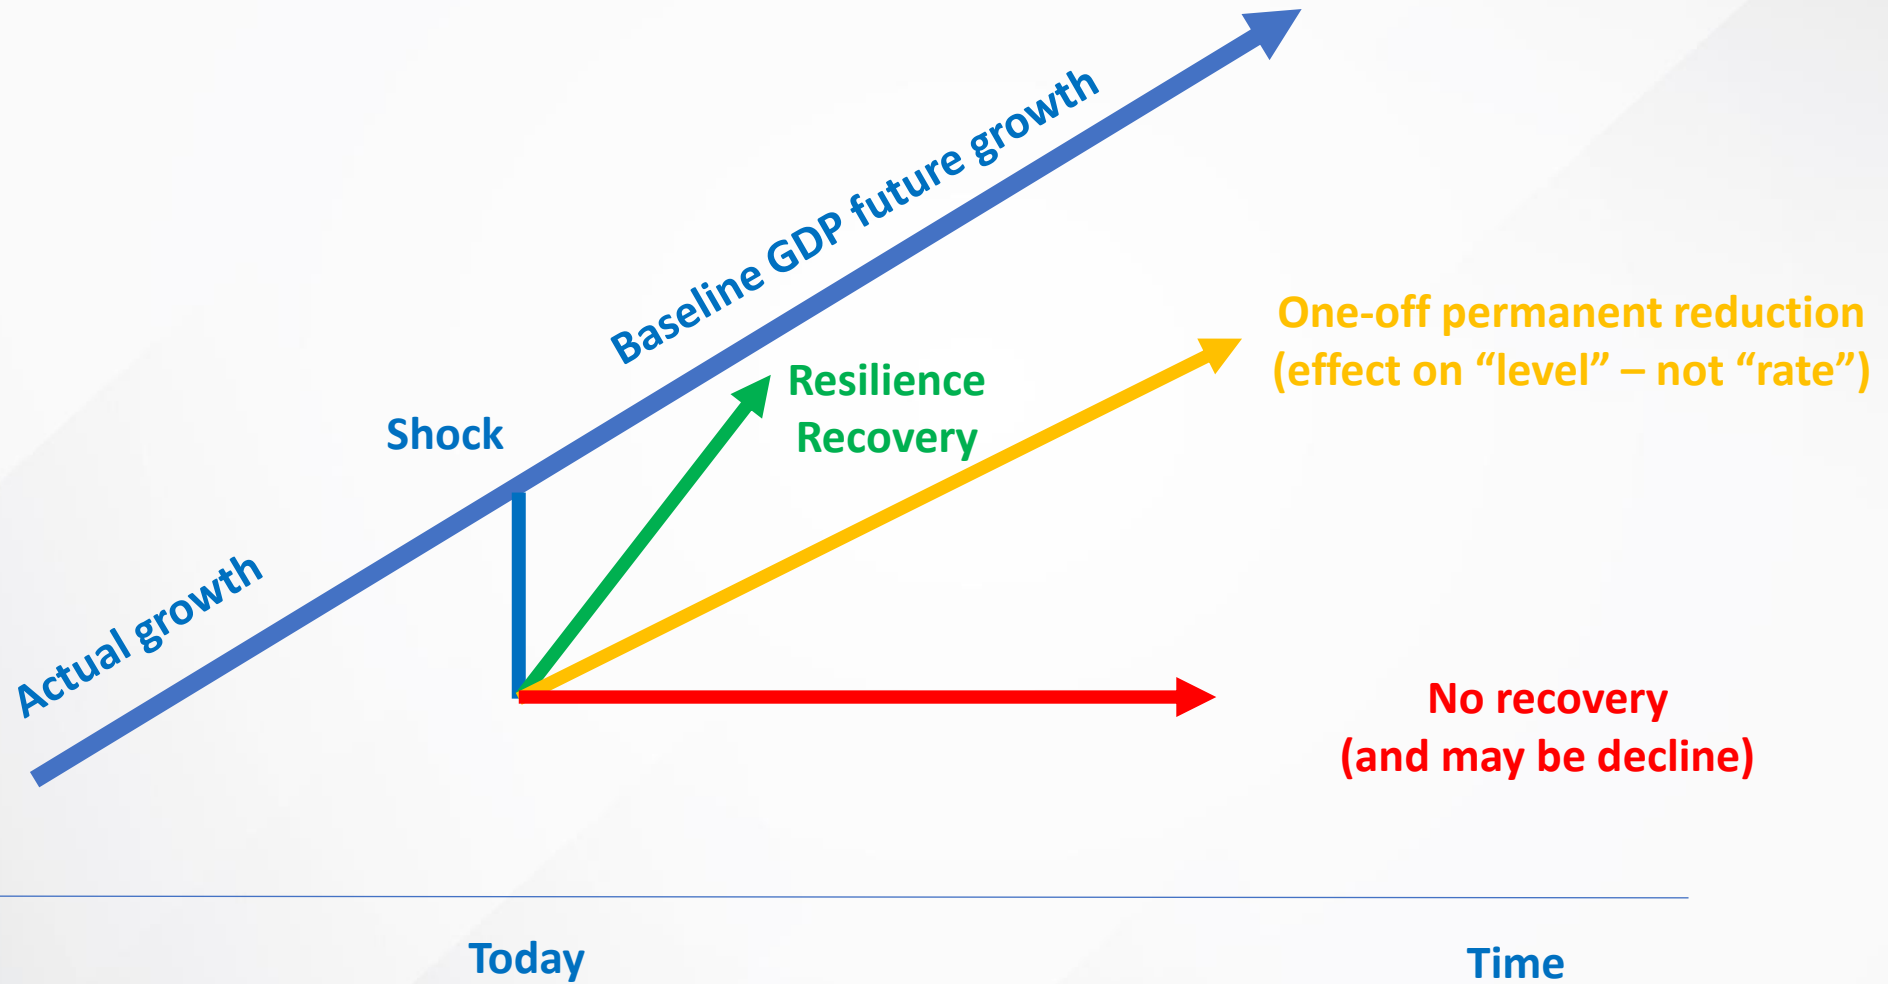 Baseline GDP future growth
One-off permanent reduction
(effect on “level” – not “rate”)
Resilience
Recovery
Shock
Actual growth
No recovery
(and may be decline)
Today
Time